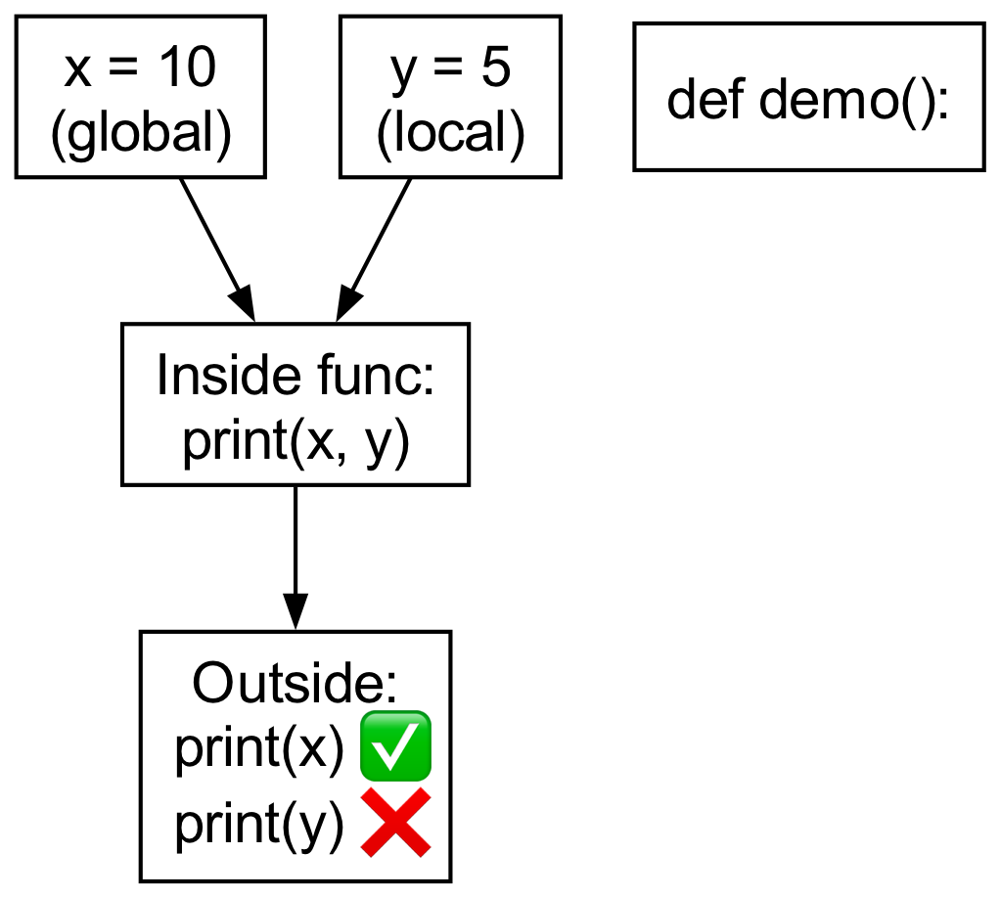 x = 10
(global)
y = 5
(local)
def demo():
Inside func:
print(x, y)
Outside:
print(x) ✅
print(y) ❌